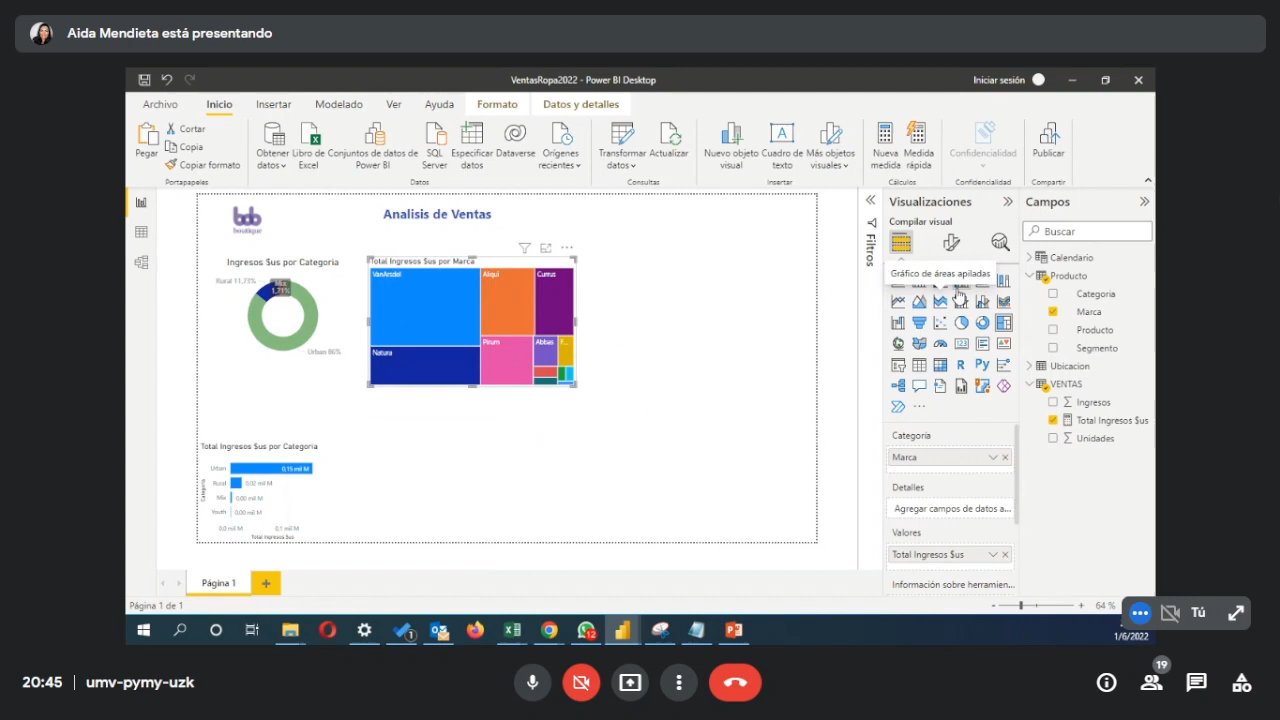 Aida Mendieta está presentando
VentasRopa2022 - Power BI Desktop
Iniciar sesión
Archivo Inicio Insertar Modelado Ver Ayuda Formato Datos y detalles
Pegar
Cortar
Copia
Copiar formato
Portapapeles
Obtener datos
Libro de Excel
Conjuntos de datos de Power BI
SQL Server
Especificar datos
Dataverse
Orígenes recientes
Datos
Transformar datos
Actualizar
Consultas
Nuevo objeto visual
Cuadro de texto
Más objetos visuales
Insertar
Nueva medida
Medida rápida
Cálculos
Confidencialidad
Confidencialidad
Publicar
Compartir
bdb
boutique
Analisis de Ventas
Total Ingresos $us por Categoría
Rural 11,73%
Mix
1,71%
Urban 86%
Total Ingresos $us por Marca
VanArsdel
Aliqui
Currus
Natura
Pirum
Abbas
F...
Total Ingresos $us por Categoria
Categoría
Urban 0,15 mil M
Rural 0,02 mil M
Mix 0,00 mil M
Youth 0,00 mil M
0,0 mil M 0,1 mil M
Total Ingresos $us
Filtros
Visualizaciones
Compilar visual
Gráfico de áreas apiladas
R Py
Categoría
Marca
Detalles
Agregar campos de datos a...
Valores
Total Ingresos $us
Información sobre herramien...
Campos
Buscar
Calendario
Producto
Categoria
Marca
Producto
Segmento
Ubicacion
VENTAS
Ingresos
Total Ingresos $us
Unidades
Página 1
Página 1 de 1
64 %
Tú
1
12
1/6/2022
20:45 | umv-pymy-uzk
19